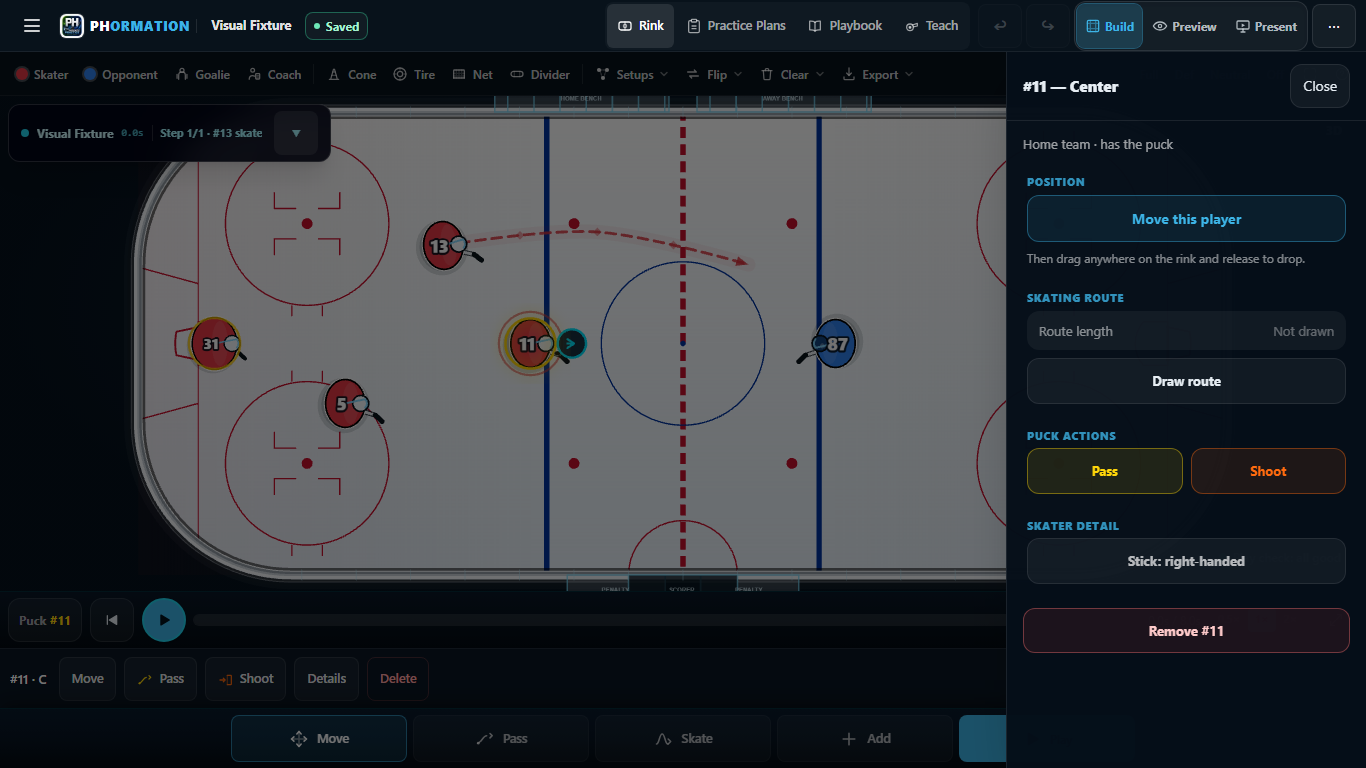 PH PHORMATION Visual Fixture Saved Rink Practice Plans Playbook Teach Build Preview Present ...
Skater Opponent Goalie Coach Cone Tire Net Divider Setups Flip Clear Export
#11 — Center Close
HOME BENCH AWAY BENCH
Visual Fixture 0.0s Step 1/1 · #13 skate
Home team · has the puck
POSITION
Move this player
Then drag anywhere on the rink and release to drop.
SKATING ROUTE
Route length Not drawn
Draw route
PUCK ACTIONS
Pass Shoot
SKATER DETAIL
Stick: right-handed
Remove #11
13
31
11
87
5
PENALTY SCORER PENALTY
Puck #11
#11 · C Move Pass Shoot Details Delete
Move Pass Skate Add